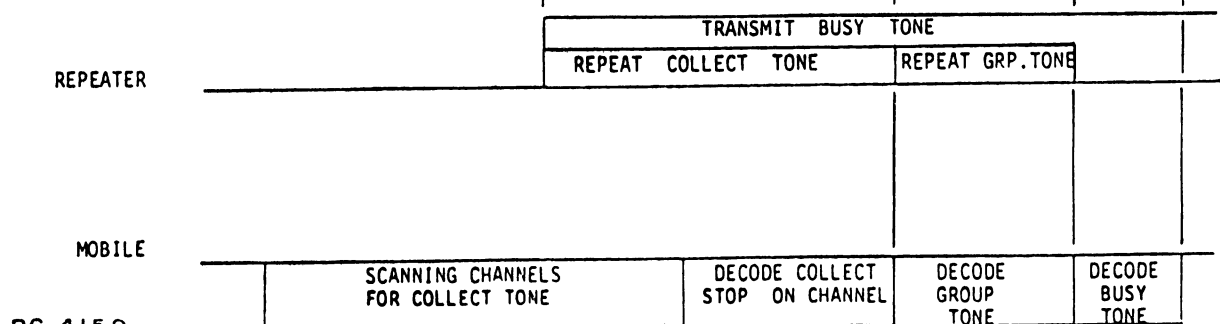 TRANSMIT BUSY TONE
REPEAT COLLECT TONE
REPEAT GRP.TONE
REPEATER
MOBILE
SCANNING CHANNELS
FOR COLLECT TONE
DECODE COLLECT
STOP ON CHANNEL
DECODE
GROUP
TONE
DECODE
BUSY
TONE